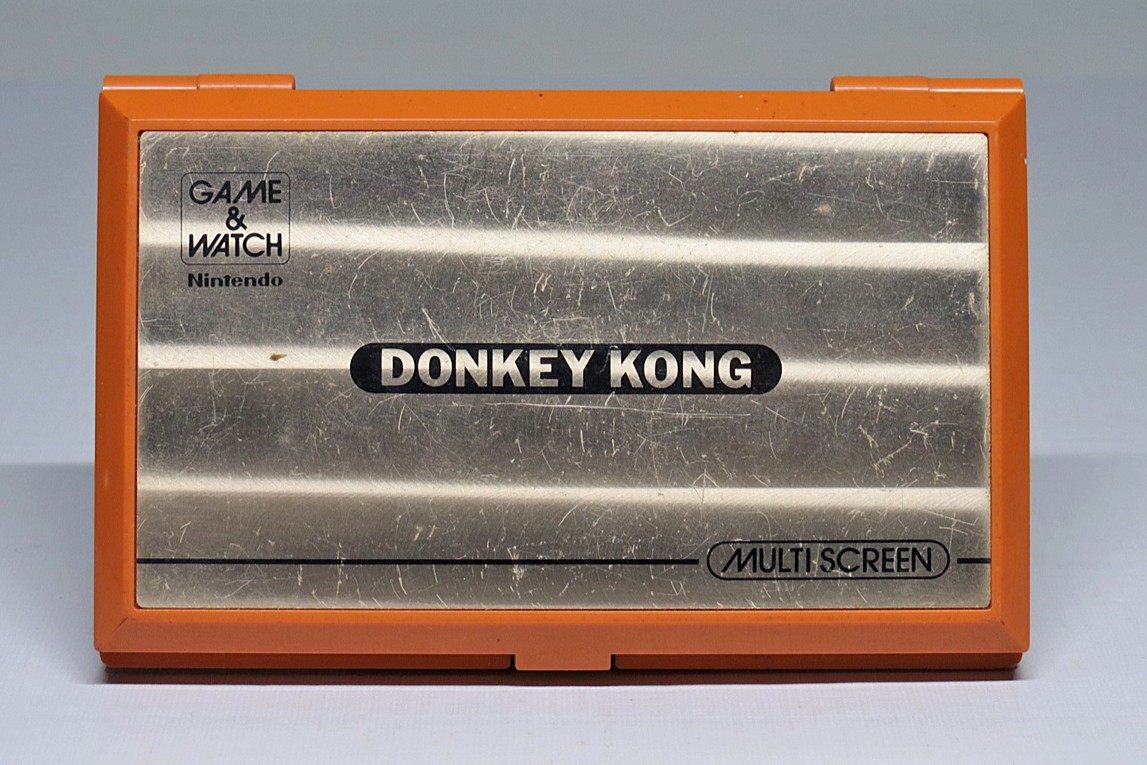 GAME
&
WATCH
Nintendo
DONKEY KONG
MULTI SCREEN